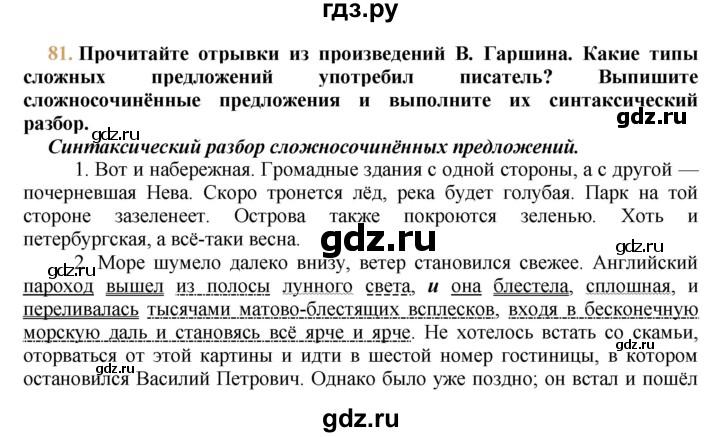 гдз.ру
81. Прочитайте отрывки из произведений В. Гаршина. Какие типы
сложных предложений употребил писатель? Выпишите
сложносочинённые предложения и выполните их синтаксический
разбор.
gdz.ru
Синтаксический разбор сложносочинённых предложений.
1. Вот и набережная. Громадные здания с одной стороны, а с другой —
почерневшая Нева. Скоро тронется лёд, река будет голубая. Парк на той
стороне зазеленеет. Острова также покроются зеленью. Хоть и
петербургская, а всё-таки весна.
gdz.ru
2. Море шумело далеко внизу, ветер становился свежее. Английский
пароход вышел из полосы лунного света, и она блестела, сплошная, и
переливалась тысячами матово-блестящих всплесков, входя в бесконечную
морскую даль и становясь всё ярче и ярче. Не хотелось встать со скамьи,
оторваться от этой картины и идти в шестой номер гостиницы, в котором
остановился Василий Петрович. Однако было уже поздно; он встал и пошёл
gdz.ru
gdz.ru